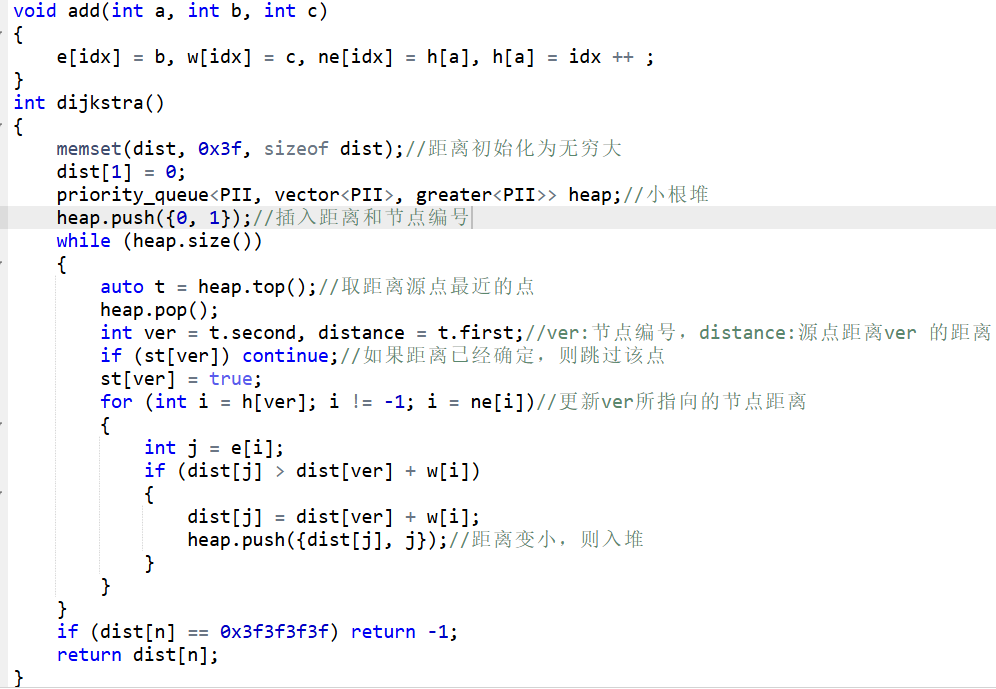 void add(int a, int b, int c)
{
    e[idx] = b, w[idx] = c, ne[idx] = h[a], h[a] = idx ++ ;
}
int dijkstra()
{
    memset(dist, 0x3f, sizeof dist);//距离初始化为无穷大
    dist[1] = 0;
    priority_queue<PII, vector<PII>, greater<PII>> heap;//小根堆
    heap.push({0, 1});//插入距离和节点编号
    while (heap.size())
    {
        auto t = heap.top();//取距离源点最近的点
        heap.pop();
        int ver = t.second, distance = t.first;//ver:节点编号，distance:源点距离ver 的距离
        if (st[ver]) continue;//如果距离已经确定，则跳过该点
        st[ver] = true;
        for (int i = h[ver]; i != -1; i = ne[i])//更新ver所指向的节点距离
        {
            int j = e[i];
            if (dist[j] > dist[ver] + w[i])
            {
                dist[j] = dist[ver] + w[i];
                heap.push({dist[j], j});//距离变小，则入堆
            }
        }
    }
    if (dist[n] == 0x3f3f3f3f) return -1;
    return dist[n];
}